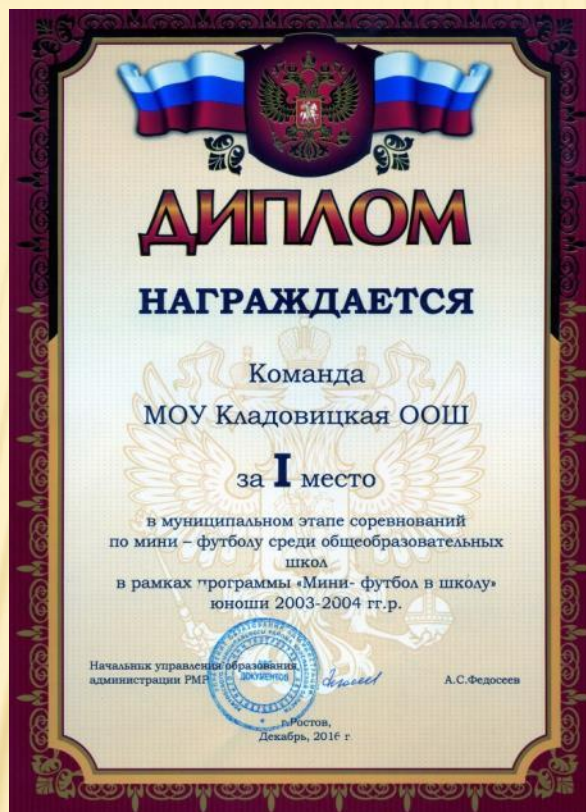 ДИПЛОМ
НАГРАЖДАЕТСЯ
Команда
МОУ Кладовицкая ООШ
за I место
в муниципальном этапе соревнований
по мини – футболу среди общеобразовательных
школ
в рамках программы «Мини- футбол в школу»
юноши 2003-2004 гг.р.
Начальник управления образования
администрации РМР А.С.Федосеев
ДОКУМЕНТОВ
г.Ростов,
Декабрь, 2016 г